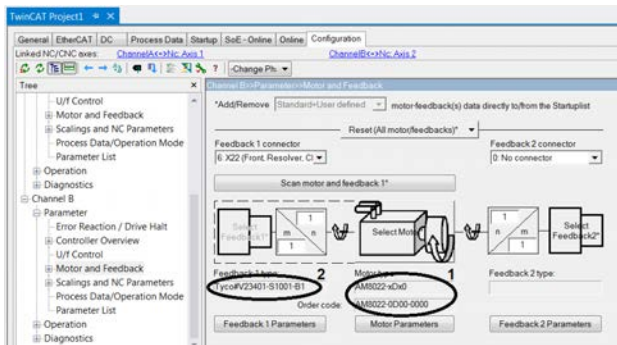 TwinCAT Project1
General EtherCAT DC Process Data Startup SoE - Online Online Configuration
Linked NC/CNC axes: ChannelA<->Nc: Axis 1 ChannelB<->Nc: Axis 2
? -Change Ph.
Tree
Channel B>>Parameter>>Motor and Feedback
U/f Control
Motor and Feedback
Scalings and NC Parameters
Process Data/Operation Mode
Parameter List
Operation
Diagnostics
Channel B
Parameter
Error Reaction / Drive Halt
Controller Overview
U/f Control
Motor and Feedback
Scalings and NC Parameters
Process Data/Operation Mode
Parameter List
Operation
Diagnostics
*Add/Remove Standard=User defined motor-feedback(s) data directly to/from the Startuplist
Reset (All motor/feedbacks)*
Feedback 1 connector Feedback 2 connector
6: X22 (Front, Resolver, Cl 0: No connector
Scan motor and feedback 1*
Select Feedback1*
1
m n
1
Select Motor
1
n m
1
Select Feedback2*
Feedback 1 type: 2 Motor type: 1 Feedback 2 type:
Tyco#V23401-S1001-B1 AM8022-xDx0
Order code: AM8022-0D00-0000
Feedback 1 Parameters Motor Parameters Feedback 2 Parameters